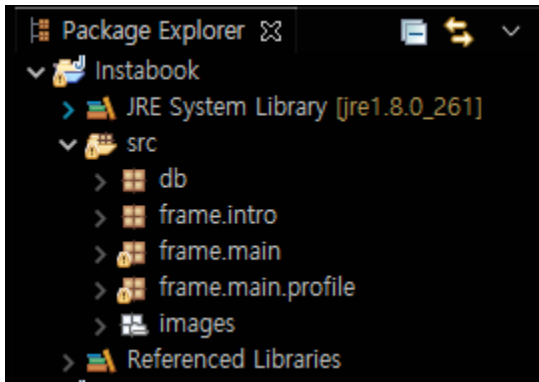 Package Explorer
Instabook
JRE System Library [jre1.8.0_261]
src
db
frame.intro
frame.main
frame.main.profile
images
Referenced Libraries